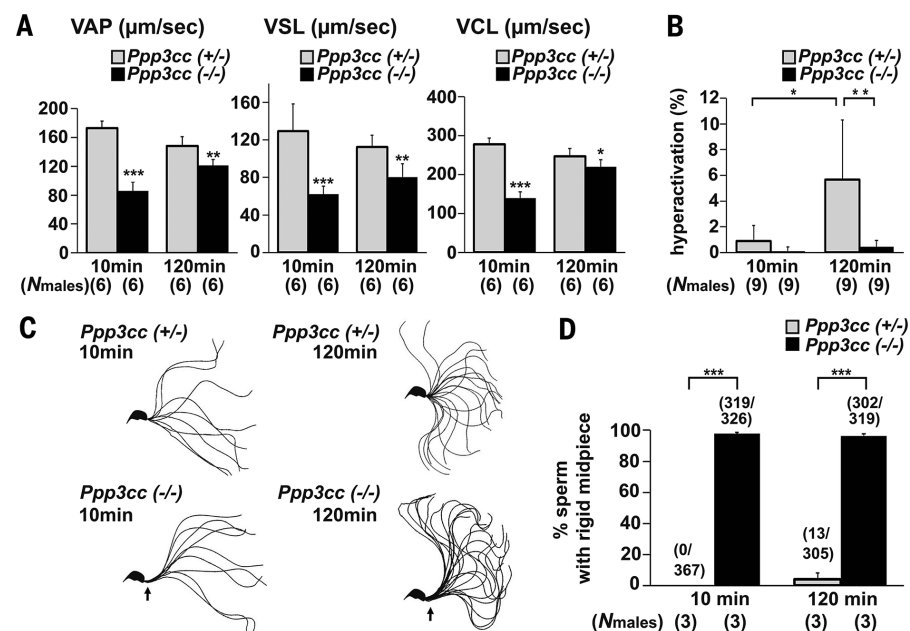 A
VAP (µm/sec)
Ppp3cc (+/-)
Ppp3cc (-/-)
200
160
120
80
40
0
***
**
10min
120min
(Nmales)
(6)
(6)
(6)
(6)
VSL (µm/sec)
Ppp3cc (+/-)
Ppp3cc (-/-)
160
120
80
40
0
***
**
10min
120min
(6)
(6)
(6)
(6)
VCL (µm/sec)
Ppp3cc (+/-)
Ppp3cc (-/-)
400
300
200
100
0
***
*
10min
120min
(6)
(6)
(6)
(6)
B
Ppp3cc (+/-)
Ppp3cc (-/-)
hyperactivation (%)
12
10
8
6
4
2
0
*
**
10min
120min
(Nmales)
(9)
(9)
(9)
(9)
C
Ppp3cc (+/-)
10min
Ppp3cc (+/-)
120min
Ppp3cc (-/-)
10min
Ppp3cc (-/-)
120min
D
Ppp3cc (+/-)
Ppp3cc (-/-)
% sperm
with rigid midpiece
100
80
60
40
20
0
***
***
(0/
367)
(319/
326)
(13/
305)
(302/
319)
10 min
120 min
(Nmales)
(3)
(3)
(3)
(3)